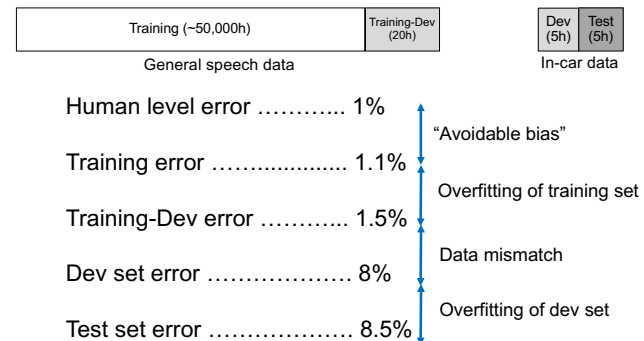 Training (~50,000h)
Training-Dev
(20h)
Dev
(5h)
Test
(5h)
General speech data
In-car data
Human level error ………... 1%
“Avoidable bias”
Training error ……............... 1.1%
Overfitting of training set
Training-Dev error ……….. 1.5%
Data mismatch
Dev set error ………………… 8%
Overfitting of dev set
Test set error ………………. 8.5%